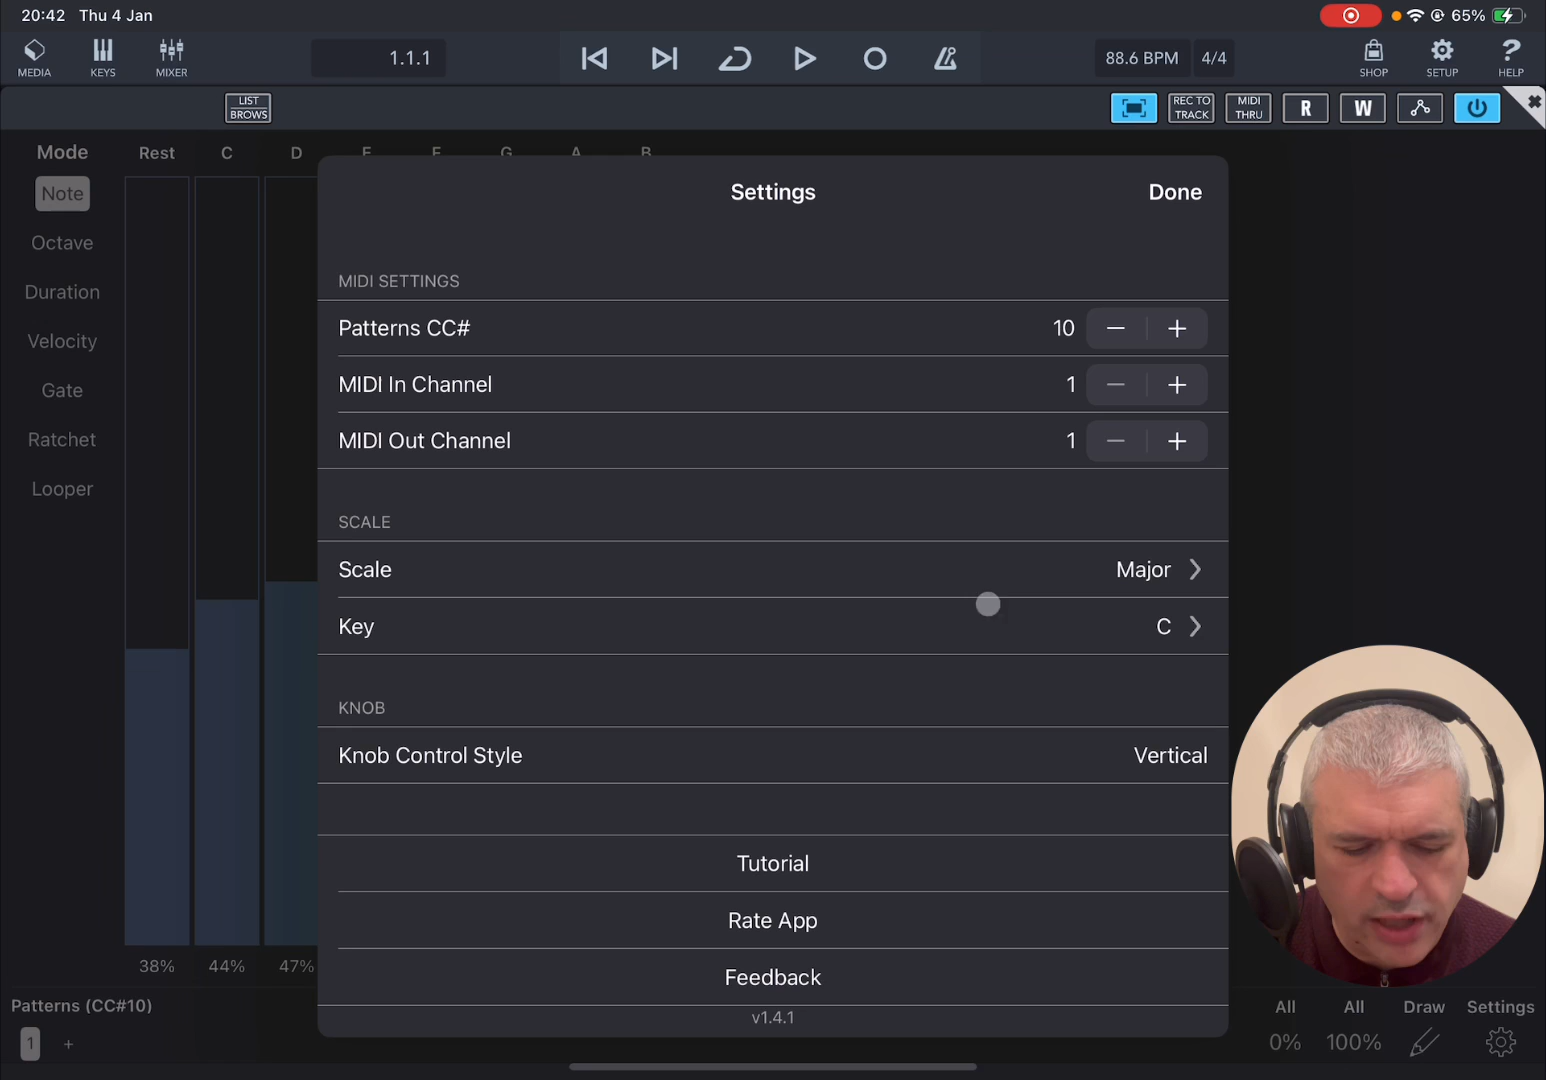 20:42 Thu 4 Jan 65%
MEDIA KEYS MIXER 1.1.1 88.6 BPM 4/4 SHOP SETUP HELP
LIST BROWS REC TO TRACK MIDI THRU R W
Mode Rest C D E F G A B
Note
Octave
Duration
Velocity
Gate
Ratchet
Looper
Settings Done
MIDI SETTINGS
Patterns CC# 10 − +
MIDI In Channel 1 − +
MIDI Out Channel 1 − +
SCALE
Scale Major
Key C
KNOB
Knob Control Style Vertical
Tutorial
Rate App
Feedback
v1.4.1
38% 44% 47%
Patterns (CC#10) All All Draw Settings
1 + 0% 100%